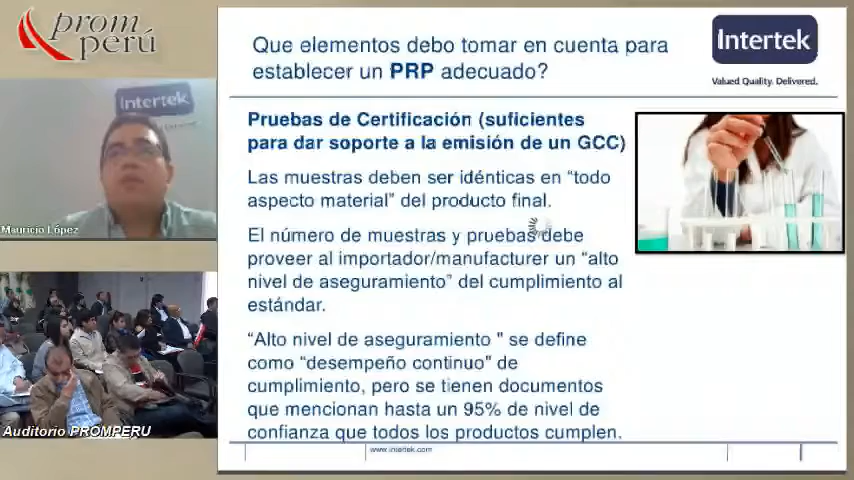 prom
perú
Intertek
Mauricio López
Auditorio PROMPERU
Que elementos debo tomar en cuenta para
establecer un PRP adecuado?
Intertek
Valued Quality. Delivered.
Pruebas de Certificación (suficientes
para dar soporte a la emisión de un GCC)
Las muestras deben ser idénticas en “todo
aspecto material” del producto final.
El número de muestras y pruebas debe
proveer al importador/manufacturer un “alto
nivel de aseguramiento” del cumplimiento al
estándar.
“Alto nivel de aseguramiento " se define
como “desempeño continuo" de
cumplimiento, pero se tienen documentos
que mencionan hasta un 95% de nivel de
confianza que todos los productos cumplen.
www.intertek.com